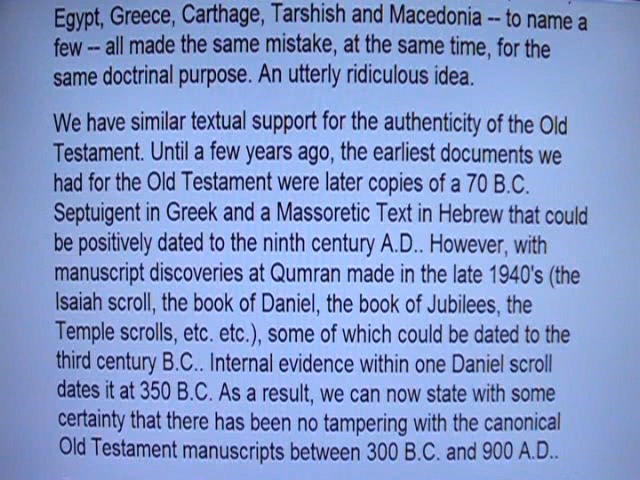 Egypt, Greece, Carthage, Tarshish and Macedonia -- to name a
few -- all made the same mistake, at the same time, for the
same doctrinal purpose. An utterly ridiculous idea.
We have similar textual support for the authenticity of the Old
Testament. Until a few years ago, the earliest documents we
had for the Old Testament were later copies of a 70 B.C.
Septuigent in Greek and a Massoretic Text in Hebrew that could
be positively dated to the ninth century A.D.. However, with
manuscript discoveries at Qumran made in the late 1940's (the
Isaiah scroll, the book of Daniel, the book of Jubilees, the
Temple scrolls, etc. etc.), some of which could be dated to the
third century B.C.. Internal evidence within one Daniel scroll
dates it at 350 B.C. As a result, we can now state with some
certainty that there has been no tampering with the canonical
Old Testament manuscripts between 300 B.C. and 900 A.D..